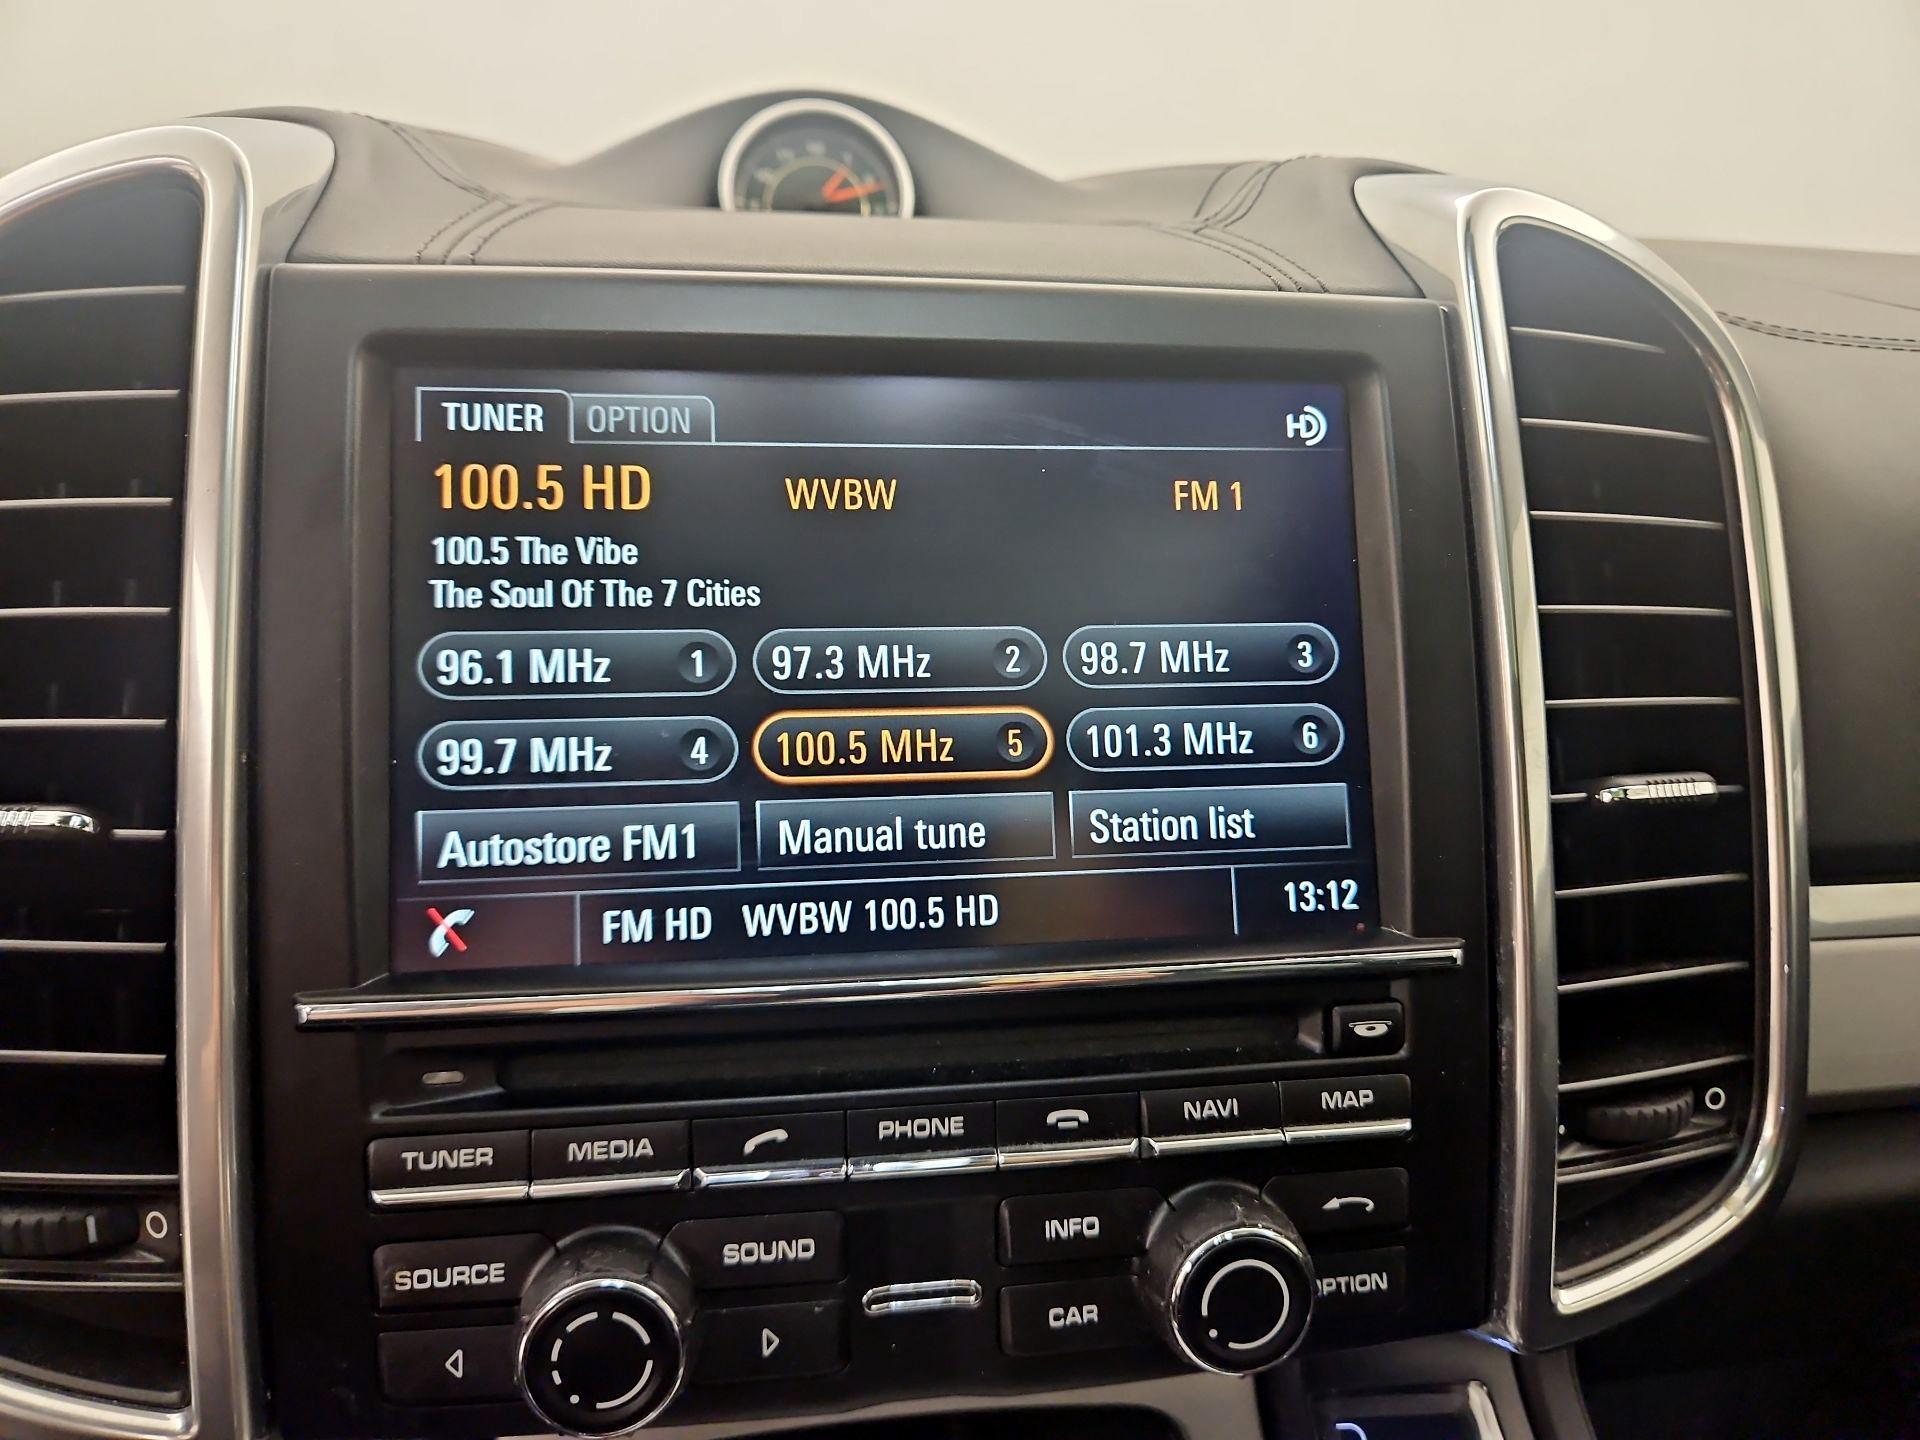 TUNER OPTION HD
100.5 HD WVBW FM 1
100.5 The Vibe
The Soul Of The 7 Cities
96.1 MHz 1 97.3 MHz 2 98.7 MHz 3
99.7 MHz 4 100.5 MHz 5 101.3 MHz 6
Autostore FM1 Manual tune Station list
FM HD WVBW 100.5 HD 13:12
TUNER MEDIA PHONE NAVI MAP
SOURCE SOUND INFO
CAR OPTION